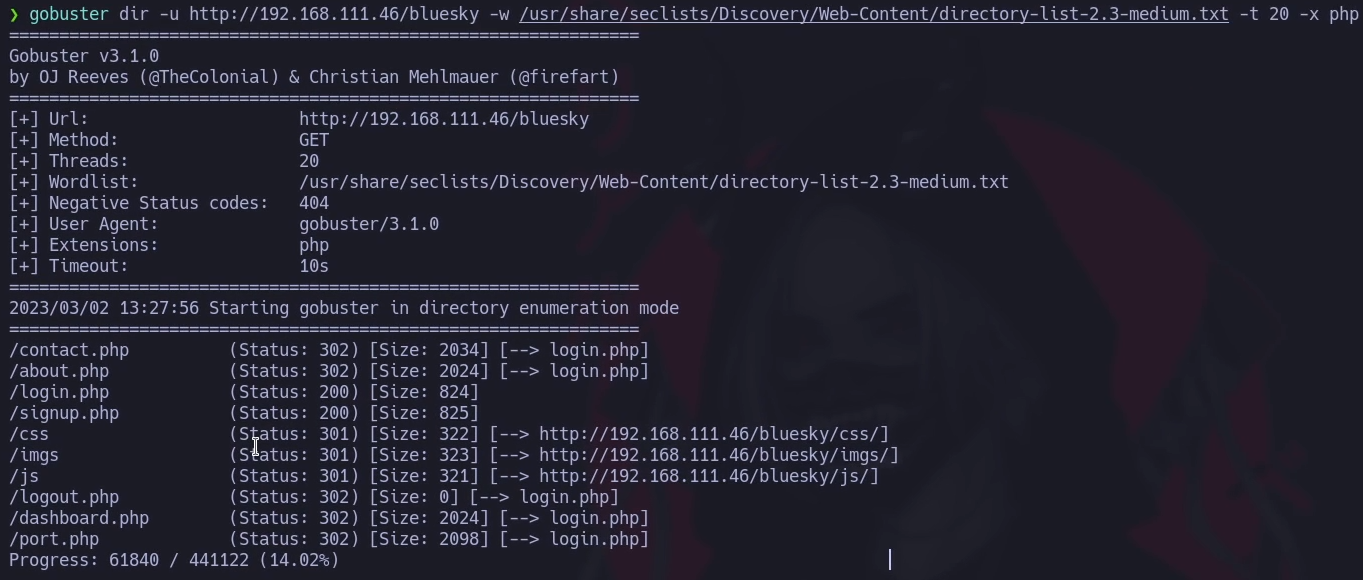 ❯ gobuster dir -u http://192.168.111.46/bluesky -w /usr/share/seclists/Discovery/Web-Content/directory-list-2.3-medium.txt -t 20 -x php
===============================================================
Gobuster v3.1.0
by OJ Reeves (@TheColonial) & Christian Mehlmauer (@firefart)
===============================================================
[+] Url:                     http://192.168.111.46/bluesky
[+] Method:                  GET
[+] Threads:                 20
[+] Wordlist:                /usr/share/seclists/Discovery/Web-Content/directory-list-2.3-medium.txt
[+] Negative Status codes:   404
[+] User Agent:              gobuster/3.1.0
[+] Extensions:              php
[+] Timeout:                 10s
===============================================================
2023/03/02 13:27:56 Starting gobuster in directory enumeration mode
===============================================================
/contact.php          (Status: 302) [Size: 2034] [--> login.php]
/about.php            (Status: 302) [Size: 2024] [--> login.php]
/login.php            (Status: 200) [Size: 824]
/signup.php           (Status: 200) [Size: 825]
/css                  (Status: 301) [Size: 322] [--> http://192.168.111.46/bluesky/css/]
/imgs                 (Status: 301) [Size: 323] [--> http://192.168.111.46/bluesky/imgs/]
/js                   (Status: 301) [Size: 321] [--> http://192.168.111.46/bluesky/js/]
/logout.php           (Status: 302) [Size: 0] [--> login.php]
/dashboard.php        (Status: 302) [Size: 2024] [--> login.php]
/port.php             (Status: 302) [Size: 2098] [--> login.php]
Progress: 61840 / 441122 (14.02%)